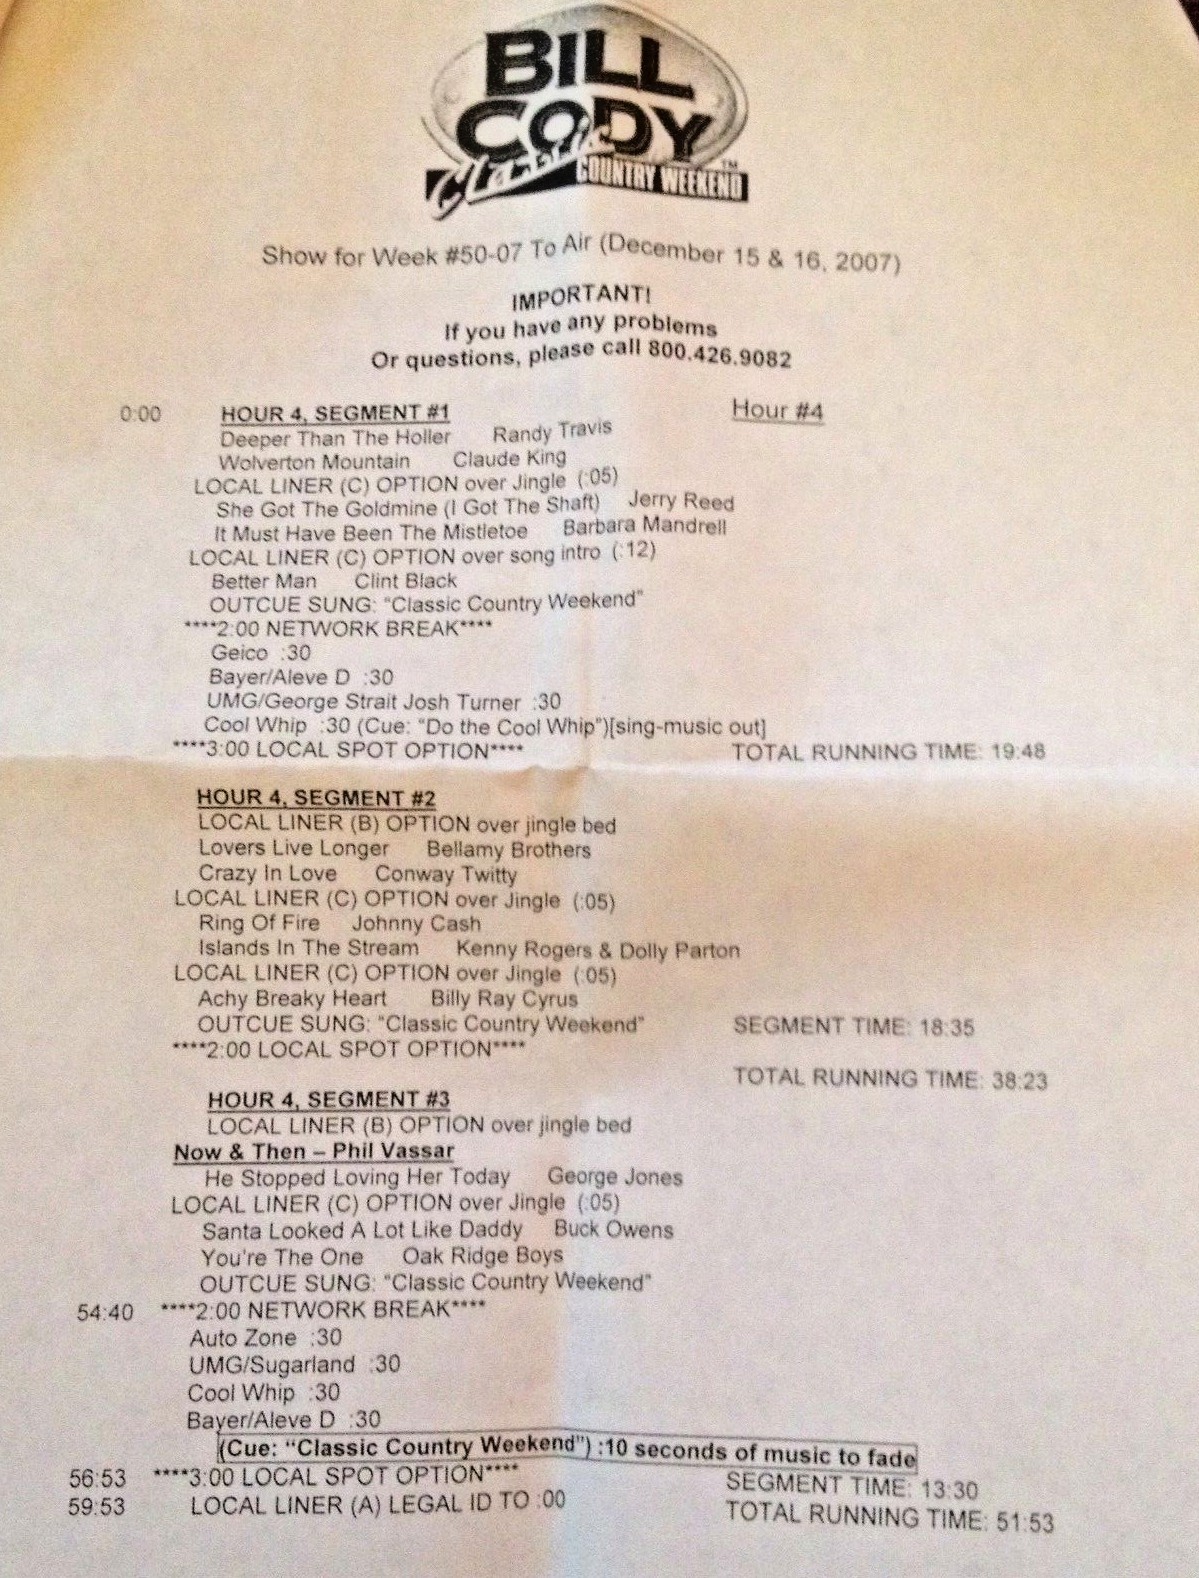 BILL
CODY
Classic
COUNTRY WEEKEND
TM
Show for Week #50-07 To Air (December 15 & 16, 2007)
IMPORTANT!
If you have any problems
Or questions, please call 800.426.9082
0:00 HOUR 4, SEGMENT #1 Hour #4
Deeper Than The Holler Randy Travis
Wolverton Mountain Claude King
LOCAL LINER (C) OPTION over Jingle (:05)
She Got The Goldmine (I Got The Shaft) Jerry Reed
It Must Have Been The Mistletoe Barbara Mandrell
LOCAL LINER (C) OPTION over song intro (:12)
Better Man Clint Black
OUTCUE SUNG: "Classic Country Weekend"
****2:00 NETWORK BREAK****
Geico :30
Bayer/Aleve D :30
UMG/George Strait Josh Turner :30
Cool Whip :30 (Cue: "Do the Cool Whip")[sing-music out]
****3:00 LOCAL SPOT OPTION**** TOTAL RUNNING TIME: 19:48
HOUR 4, SEGMENT #2
LOCAL LINER (B) OPTION over jingle bed
Lovers Live Longer Bellamy Brothers
Crazy In Love Conway Twitty
LOCAL LINER (C) OPTION over Jingle (:05)
Ring Of Fire Johnny Cash
Islands In The Stream Kenny Rogers & Dolly Parton
LOCAL LINER (C) OPTION over Jingle (:05)
Achy Breaky Heart Billy Ray Cyrus
OUTCUE SUNG: "Classic Country Weekend" SEGMENT TIME: 18:35
****2:00 LOCAL SPOT OPTION****
TOTAL RUNNING TIME: 38:23
HOUR 4, SEGMENT #3
LOCAL LINER (B) OPTION over jingle bed
Now & Then – Phil Vassar
He Stopped Loving Her Today George Jones
LOCAL LINER (C) OPTION over Jingle (:05)
Santa Looked A Lot Like Daddy Buck Owens
You're The One Oak Ridge Boys
OUTCUE SUNG: "Classic Country Weekend"
54:40 ****2:00 NETWORK BREAK****
Auto Zone :30
UMG/Sugarland :30
Cool Whip :30
Bayer/Aleve D :30
(Cue: "Classic Country Weekend") :10 seconds of music to fade
56:53 ****3:00 LOCAL SPOT OPTION**** SEGMENT TIME: 13:30
59:53 LOCAL LINER (A) LEGAL ID TO :00 TOTAL RUNNING TIME: 51:53